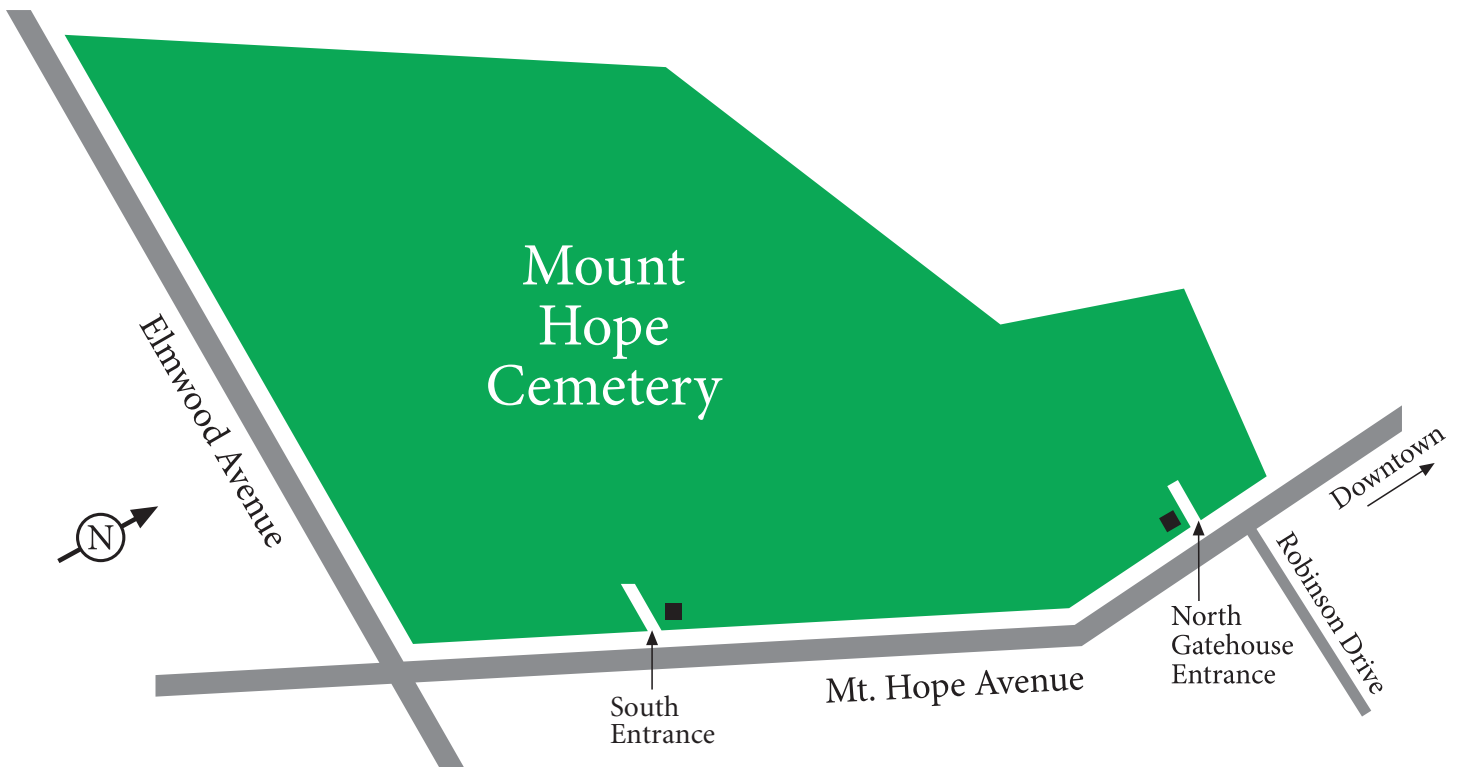 Mount
Hope
Cemetery
Elmwood Avenue
N
Downtown
Robinson Drive
North
Gatehouse
Entrance
Mt. Hope Avenue
South
Entrance